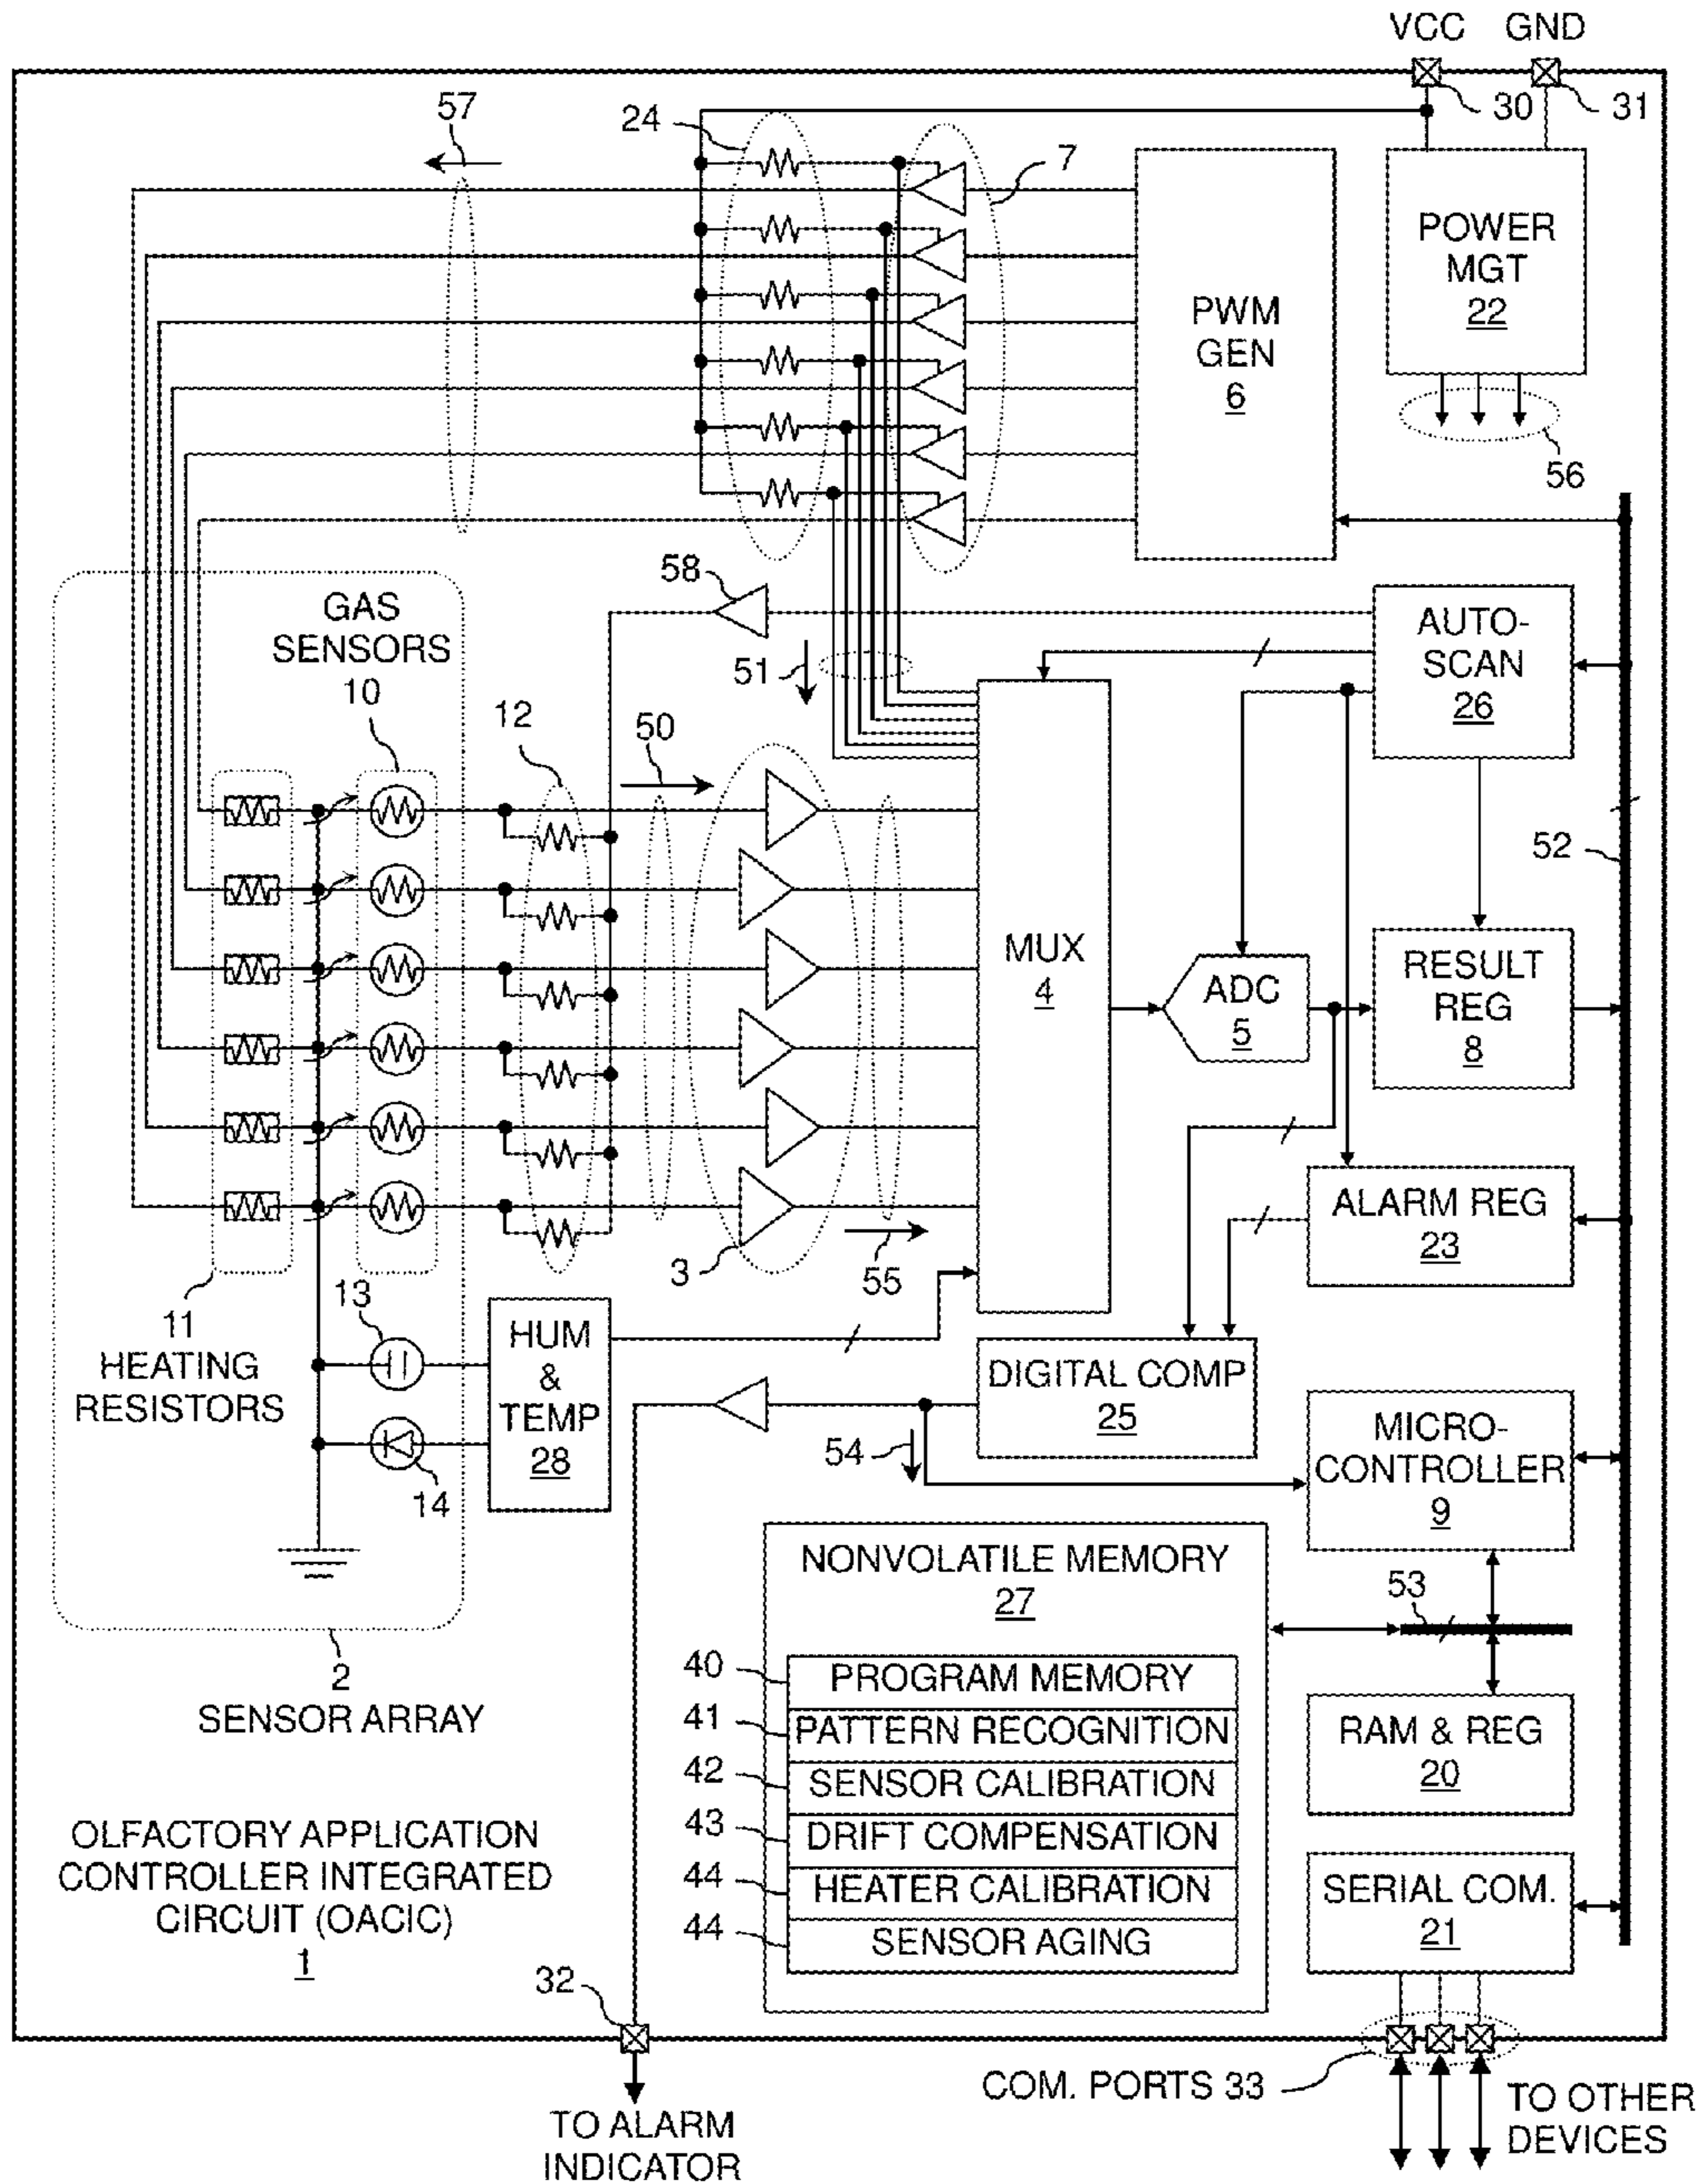 VCC GND
30 31
57
24
7
POWER
MGT
22
PWM
GEN
6
56
58
GAS
SENSORS
10
AUTO-
SCAN
26
51
12
50
52
MUX
4
ADC
5
RESULT
REG
8
3
55
ALARM REG
23
11
HEATING
RESISTORS
13
14
HUM
&
TEMP
28
DIGITAL COMP
25
54
MICRO-
CONTROLLER
9
NONVOLATILE MEMORY
27
53
2
SENSOR ARRAY
40 PROGRAM MEMORY
41 PATTERN RECOGNITION
42 SENSOR CALIBRATION
43 DRIFT COMPENSATION
44 HEATER CALIBRATION
44 SENSOR AGING
RAM & REG
20
OLFACTORY APPLICATION
CONTROLLER INTEGRATED
CIRCUIT (OACIC)
1
SERIAL COM.
21
32
COM. PORTS 33
TO ALARM
INDICATOR
TO OTHER
DEVICES